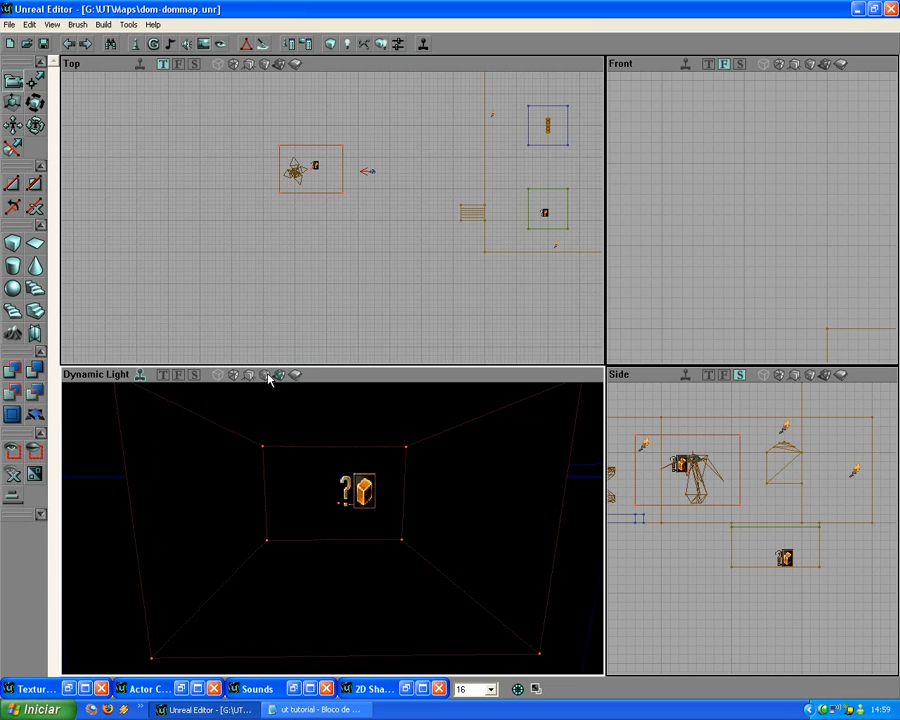 Unreal Editor - [G:\UT\Maps\dom-dommap.unr]
File Edit View Brush Build Tools Help
Top T F S
Front T F S
Dynamic Light T F S
Side T F S
Textur... Actor C... Sounds 2D Sha... 16
Iniciar Unreal Editor - [G:\UT... ut tutorial - Bloco de ... 14:59